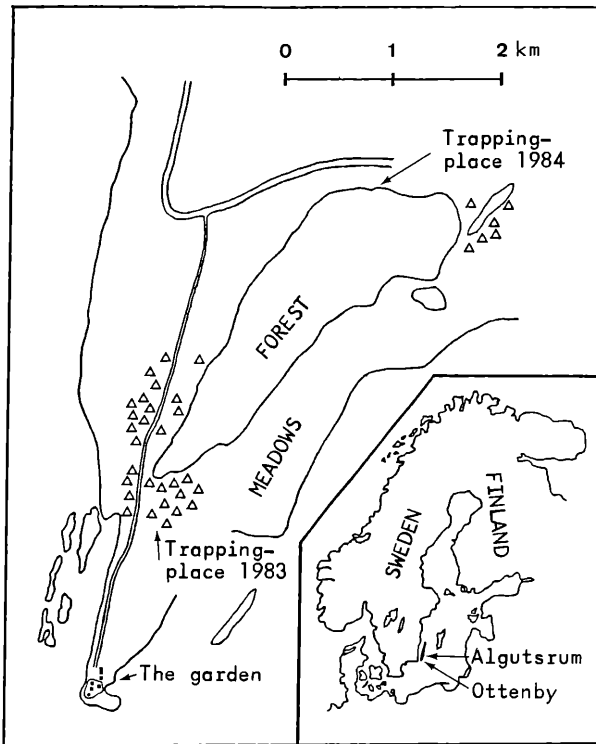 0 1 2 km
Trapping-
place 1984
FOREST
MEADOWS
Trapping-
place 1983
The garden
SWEDEN
FINLAND
Algutsrum
Ottenby